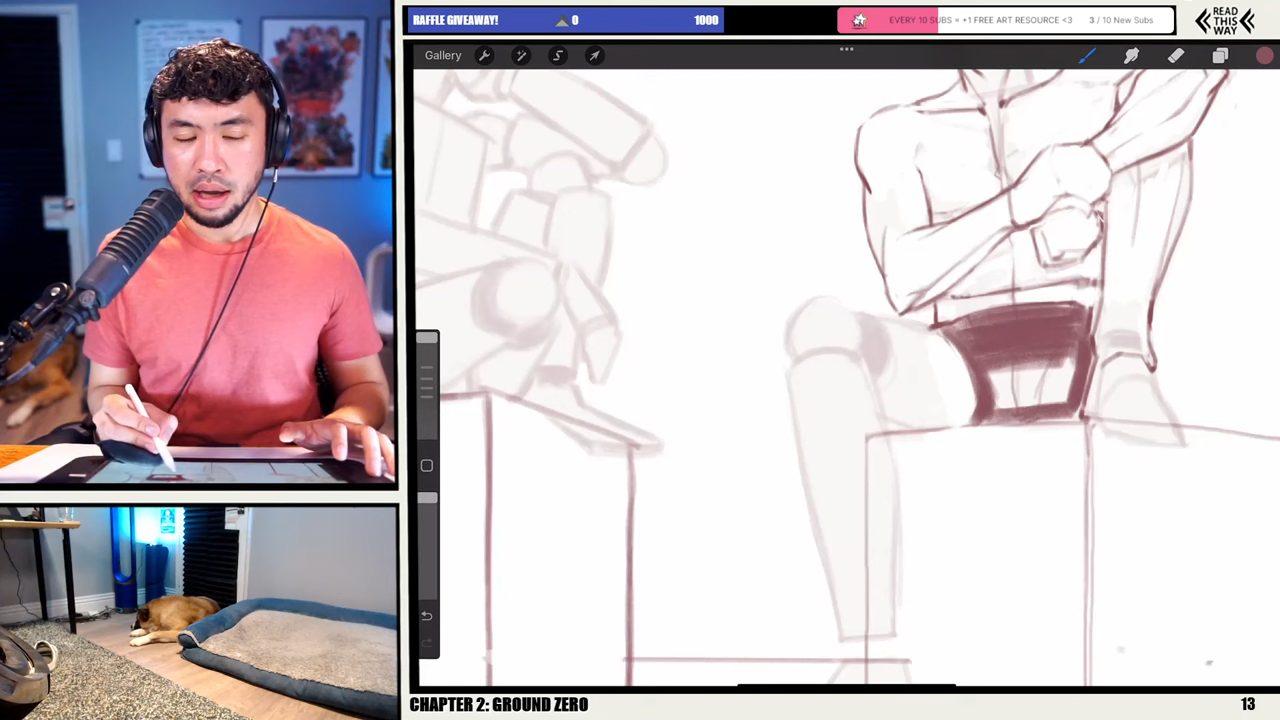 RAFFLE GIVEAWAY! 0 1000
EVERY 10 SUBS = +1 FREE ART RESOURCE <3 3 / 10 New Subs
READ
THIS
WAY
Gallery
CHAPTER 2: GROUND ZERO
13